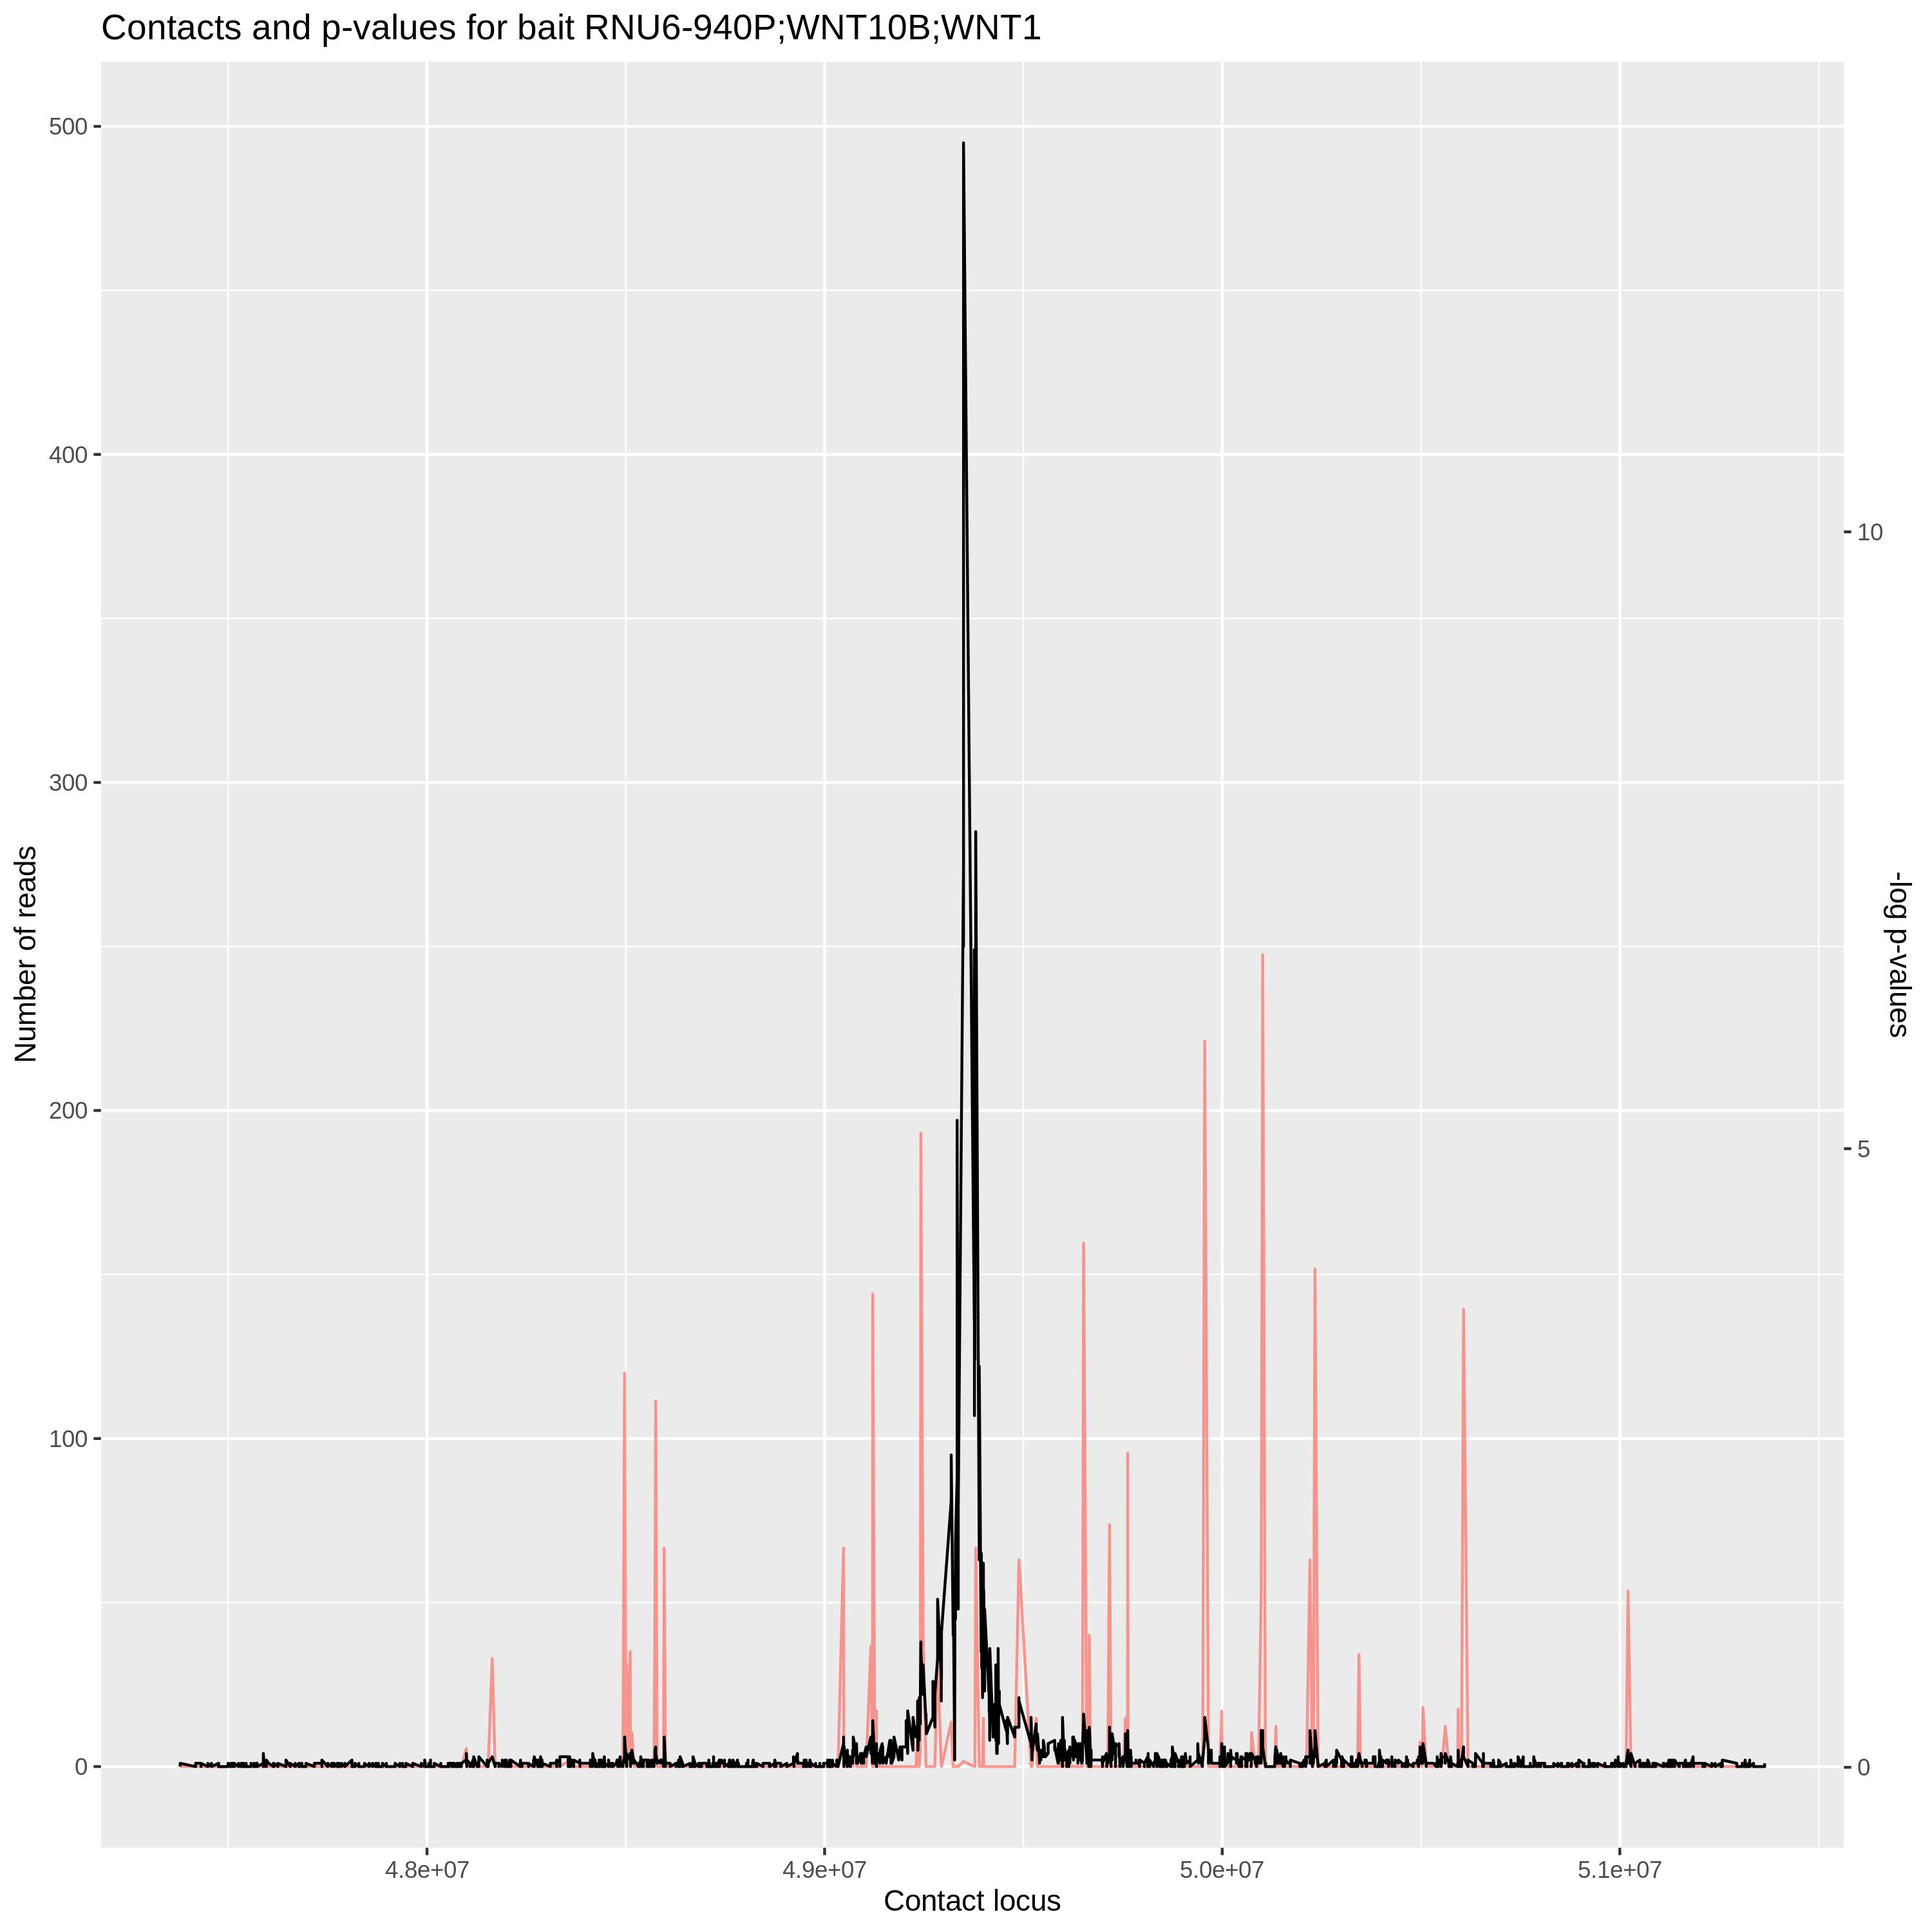 Contacts and p-values for bait RNU6-940P;WNT10B;WNT1
500
400
300
200
100
0
Number of reads
10
5
0
-log p-values
4.8e+07
4.9e+07
5.0e+07
5.1e+07
Contact locus